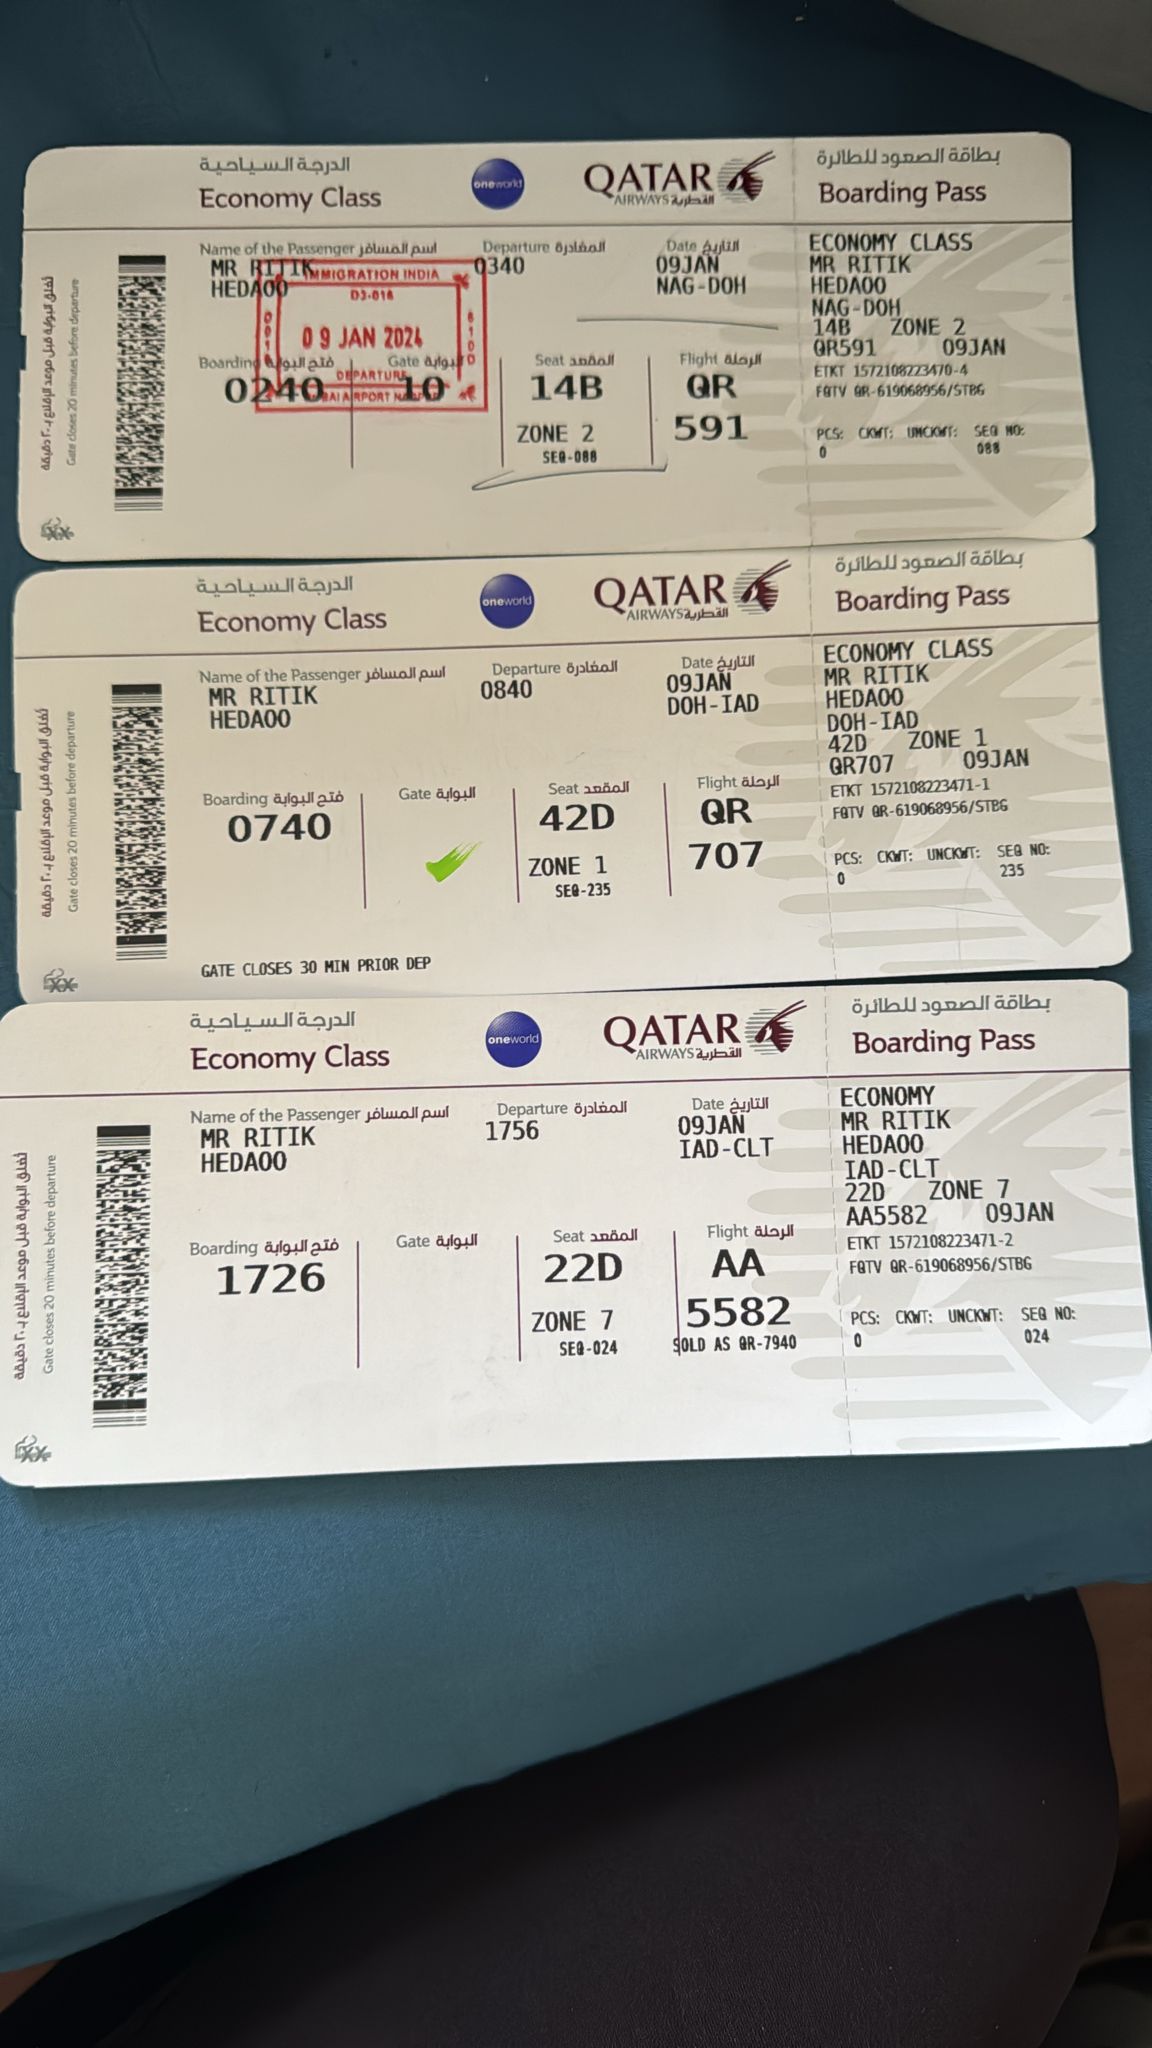 الدرجة السياحية
Economy Class
oneworld
QATAR
AIRWAYS القطرية
بطاقة الصعود للطائرة
Boarding Pass
Name of the Passenger اسم المسافر
MR RITIK
HEDAOO
Departure المغادرة
0340
Date التاريخ
09JAN
NAG-DOH
IMMIGRATION INDIA
D3-016
09 JAN 2024
DEPARTURE
Boarding فتح البوابة
0240
Gate البوابة
10
Seat المقعد
14B
ZONE 2
SEQ-088
Flight الرحلة
QR
591
ECONOMY CLASS
MR RITIK
HEDAOO
NAG-DOH
14B ZONE 2
QR591 09JAN
ETKT 1572108223470-4
FQTV QR-619068956/STBG
PCS: CKWT: UNCKWT: SEQ NO:
0 088
تغلق البوابة قبل موعد الإقلاع بـ ٢٠ دقيقة
Gate closes 20 minutes before departure
الدرجة السياحية
Economy Class
oneworld
QATAR
AIRWAYS القطرية
بطاقة الصعود للطائرة
Boarding Pass
Name of the Passenger اسم المسافر
MR RITIK
HEDAOO
Departure المغادرة
0840
Date التاريخ
09JAN
DOH-IAD
Boarding فتح البوابة
0740
Gate البوابة
Seat المقعد
42D
ZONE 1
SEQ-235
Flight الرحلة
QR
707
GATE CLOSES 30 MIN PRIOR DEP
ECONOMY CLASS
MR RITIK
HEDAOO
DOH-IAD
42D ZONE 1
QR707 09JAN
ETKT 1572108223471-1
FQTV QR-619068956/STBG
PCS: CKWT: UNCKWT: SEQ NO:
0 235
تغلق البوابة قبل موعد الإقلاع بـ ٢٠ دقيقة
Gate closes 20 minutes before departure
الدرجة السياحية
Economy Class
oneworld
QATAR
AIRWAYS القطرية
بطاقة الصعود للطائرة
Boarding Pass
Name of the Passenger اسم المسافر
MR RITIK
HEDAOO
Departure المغادرة
1756
Date التاريخ
09JAN
IAD-CLT
Boarding فتح البوابة
1726
Gate البوابة
Seat المقعد
22D
ZONE 7
SEQ-024
Flight الرحلة
AA
5582
SOLD AS QR-7940
ECONOMY
MR RITIK
HEDAOO
IAD-CLT
22D ZONE 7
AA5582 09JAN
ETKT 1572108223471-2
FQTV QR-619068956/STBG
PCS: CKWT: UNCKWT: SEQ NO:
0 024
تغلق البوابة قبل موعد الإقلاع بـ ٢٠ دقيقة
Gate closes 20 minutes before departure